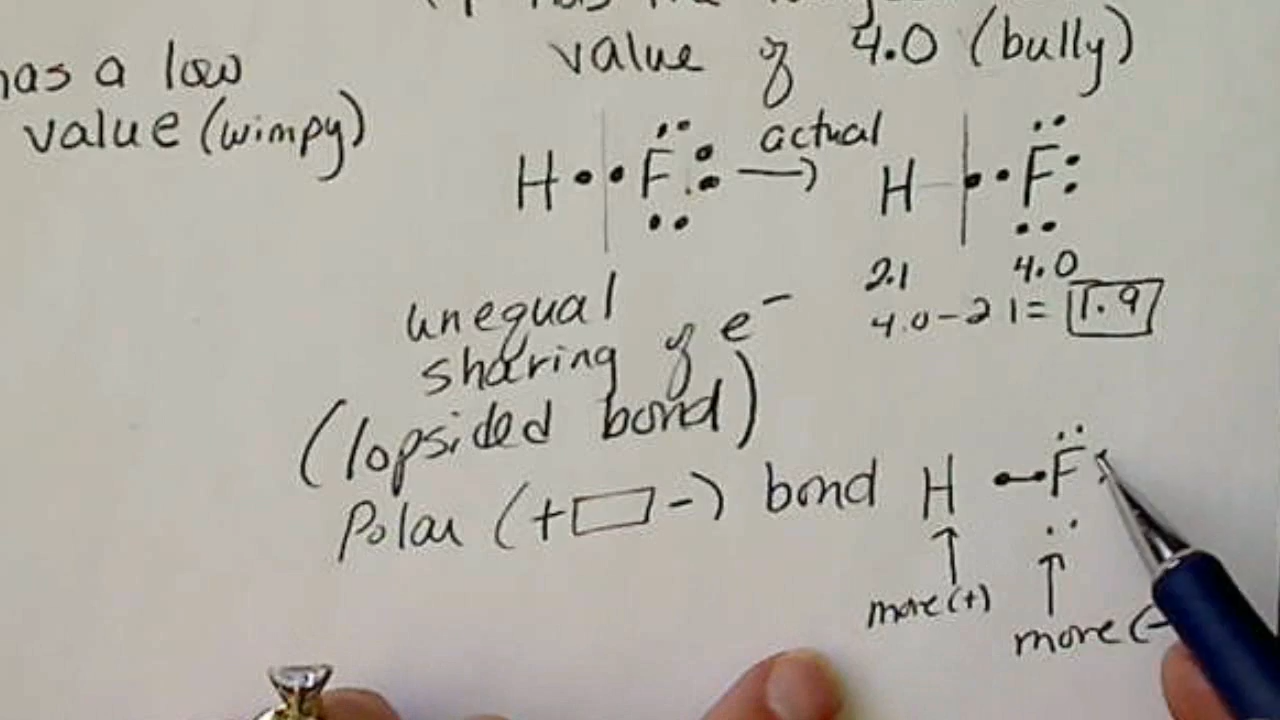 has a low
value (wimpy)
value of 4.0 (bully)
H F actual H F
2.1 4.0
4.0 - 2.1 = 1.9
unequal
sharing of e⁻
(lopsided bond)
Polar (+ -) bond H F
more (+) more (-